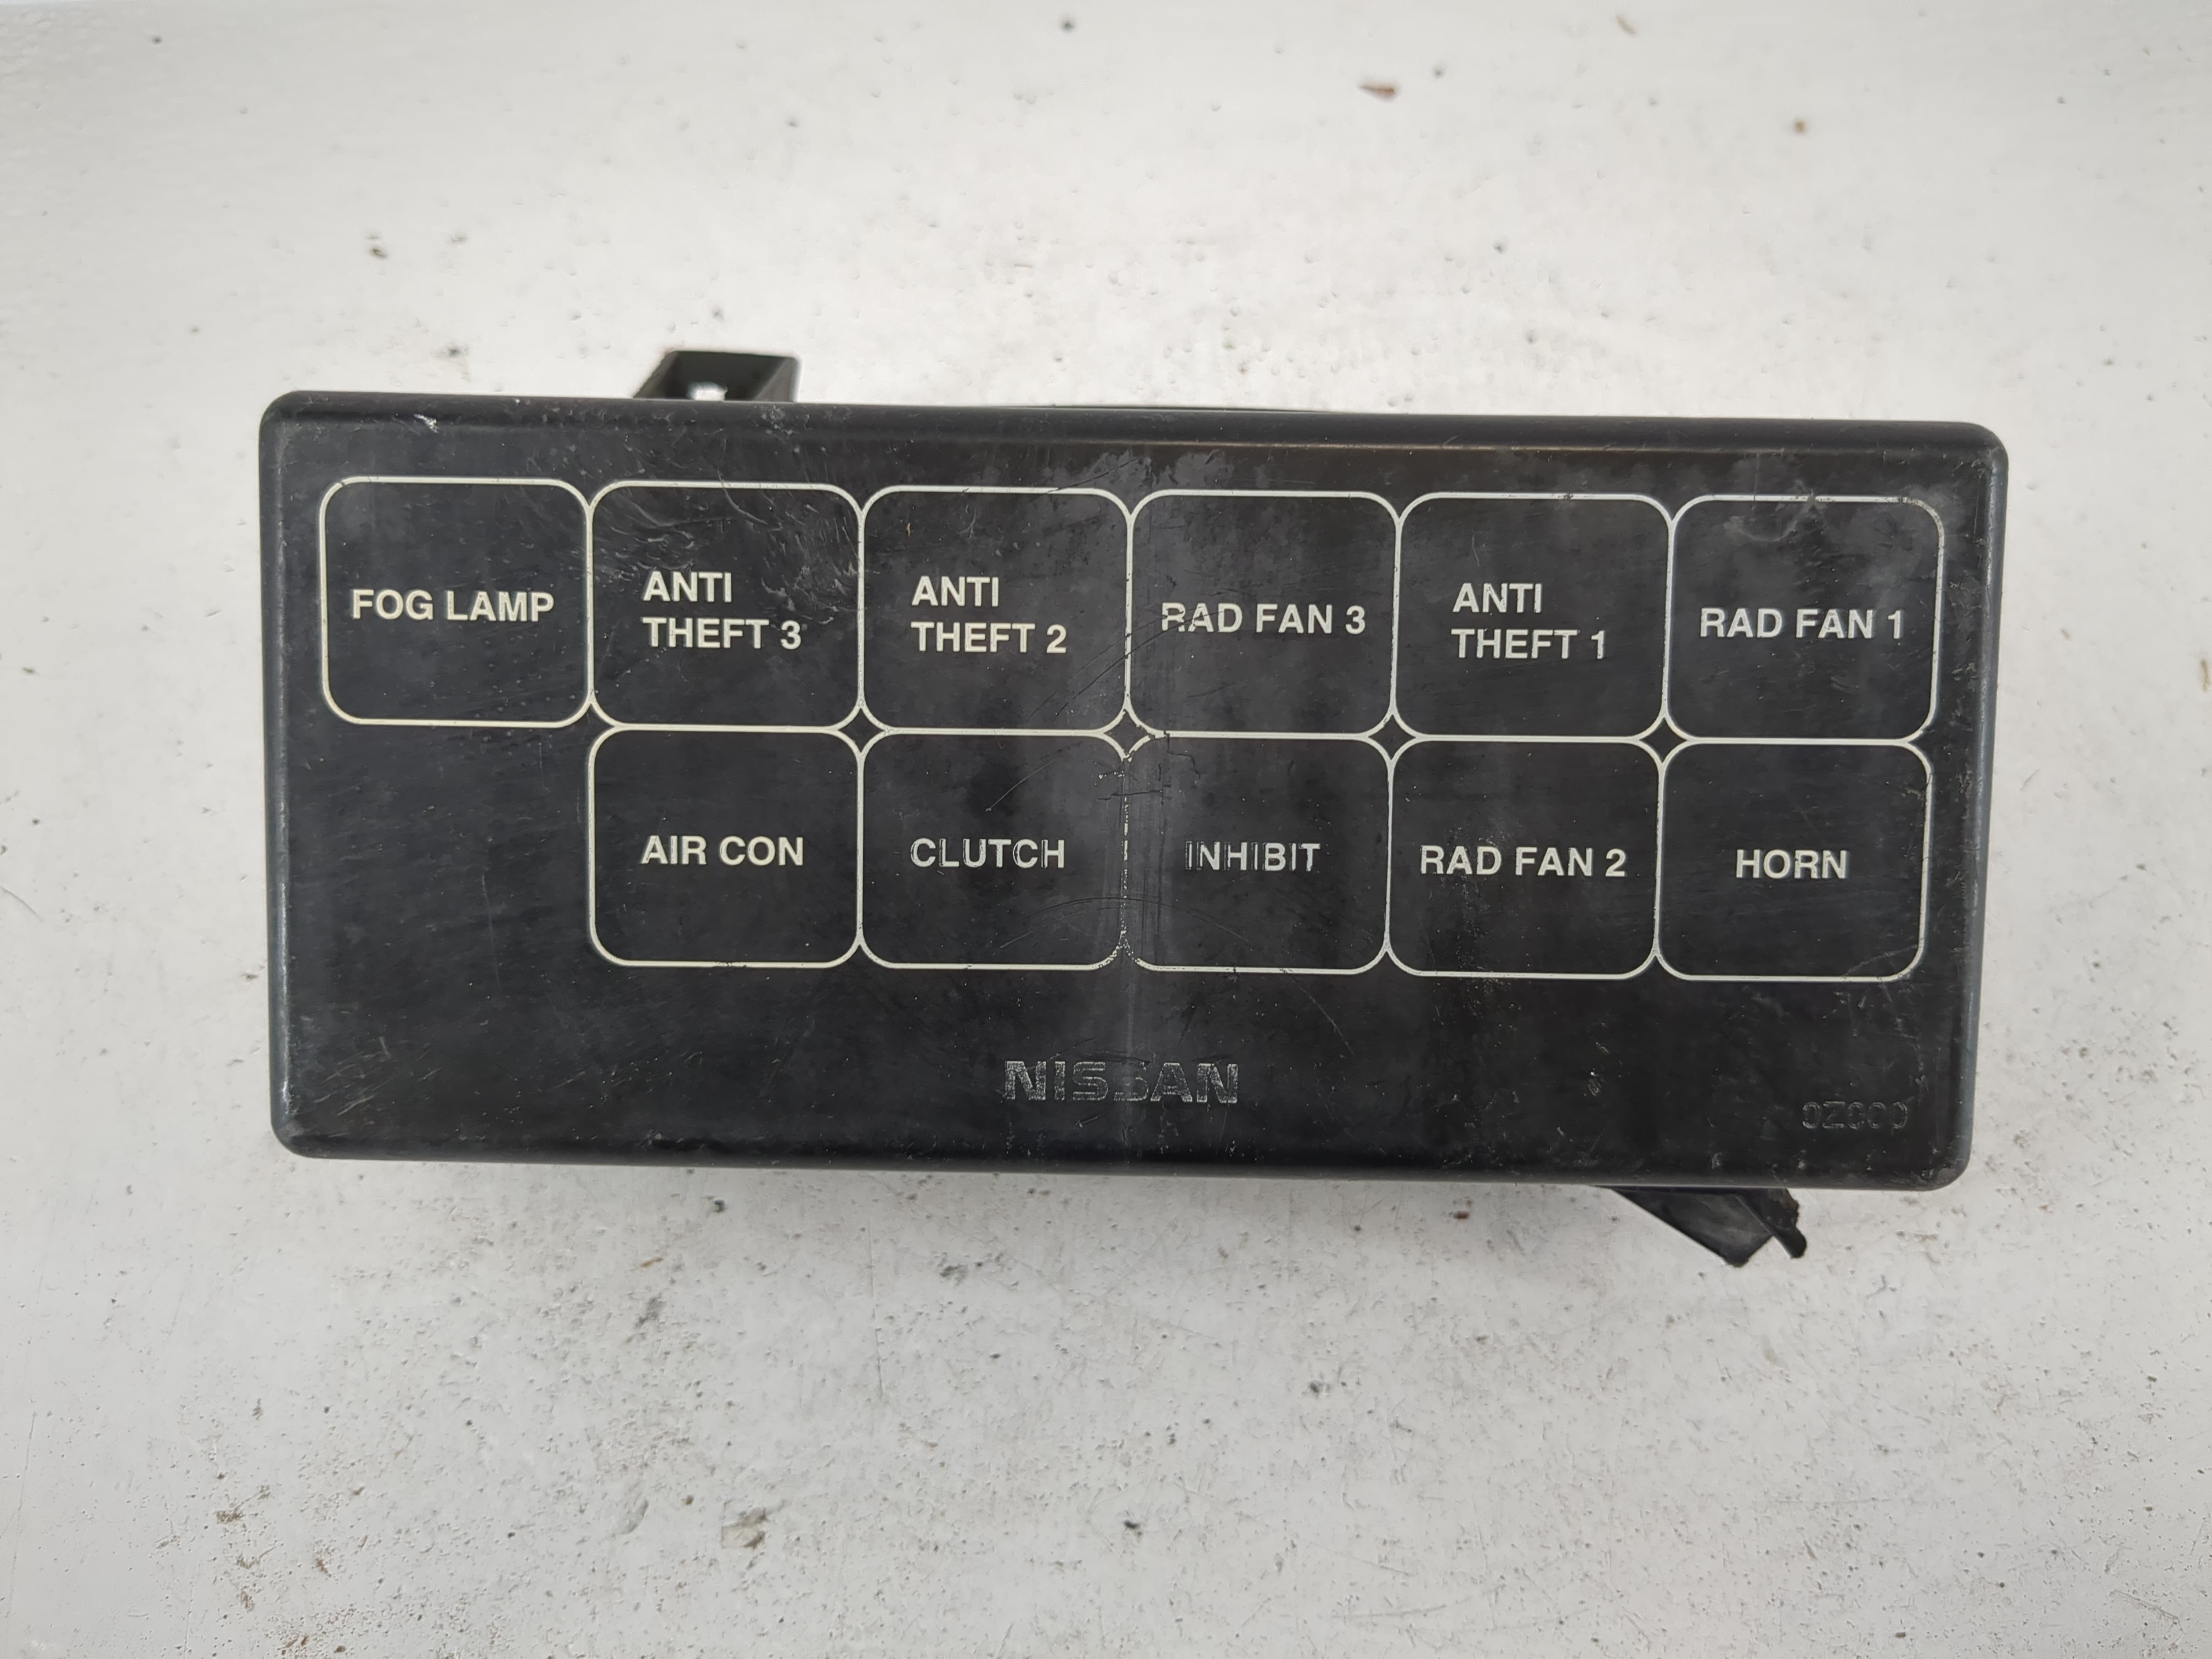 FOG LAMP
ANTI
THEFT 3
ANTI
THEFT 2
RAD FAN 3
ANTI
THEFT 1
RAD FAN 1
AIR CON
CLUTCH
INHIBIT
RAD FAN 2
HORN
NISSAN
0Z000